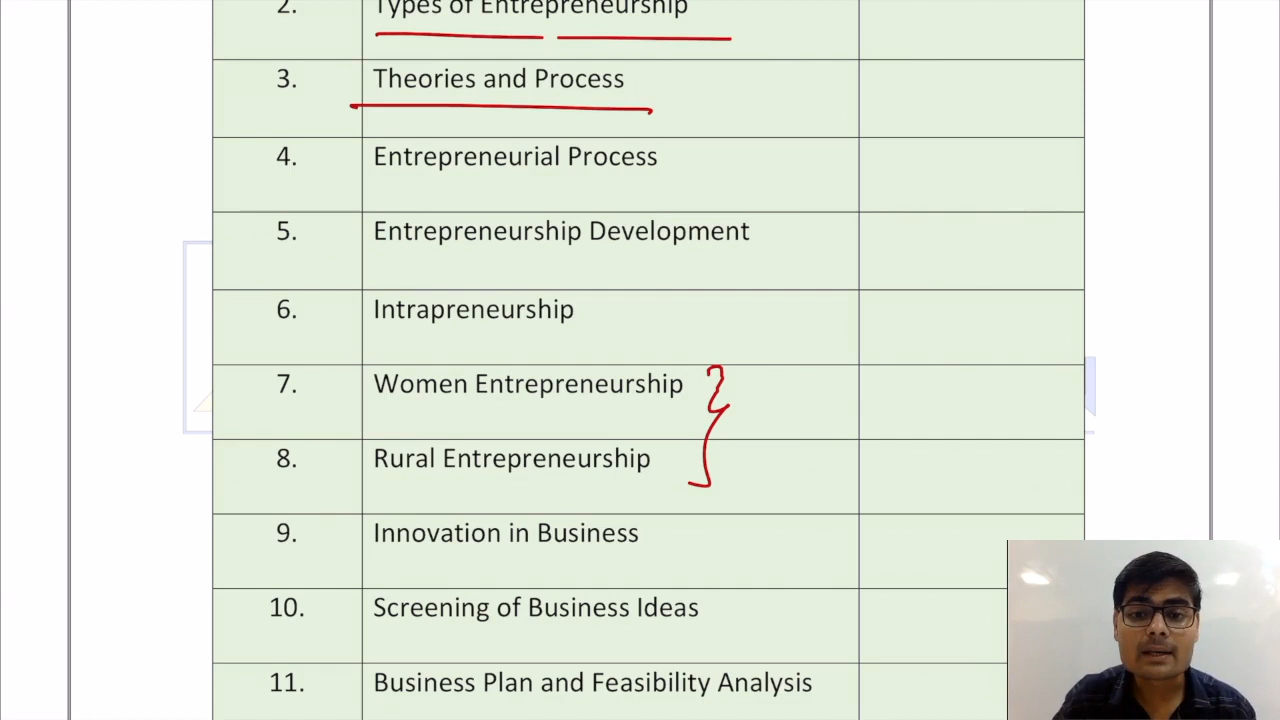 2. Types of Entrepreneurship
3. Theories and Process
4. Entrepreneurial Process
5. Entrepreneurship Development
6. Intrapreneurship
7. Women Entrepreneurship
8. Rural Entrepreneurship
9. Innovation in Business
10. Screening of Business Ideas
11. Business Plan and Feasibility Analysis